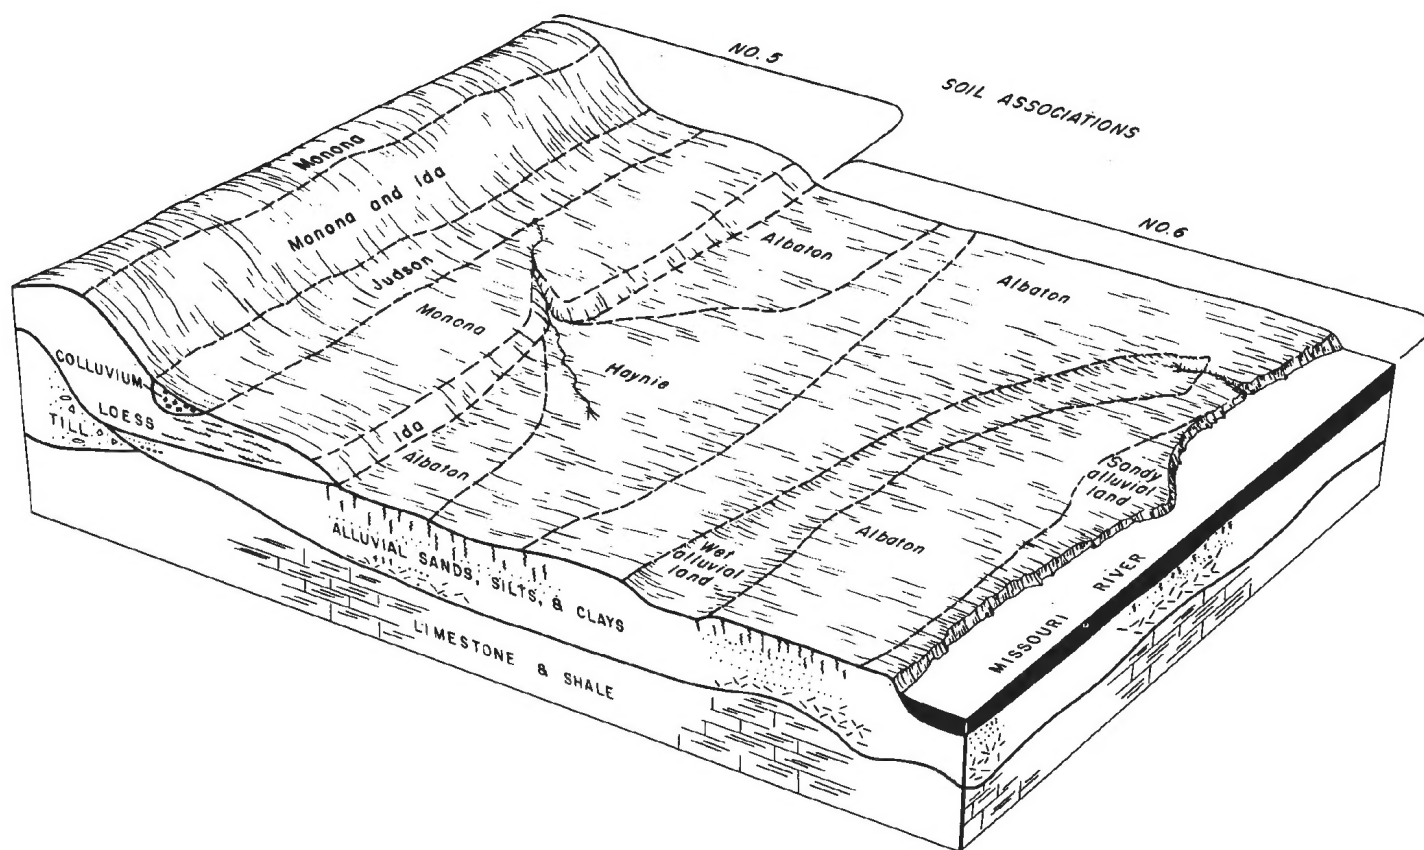 NO. 5
SOIL ASSOCIATIONS
NO. 6
Monona
Monona and Ida
Judson
Monona
Ida
Albaton
Albaton
Haynie
Albaton
Wet
alluvial
land
Albaton
Sandy
alluvial
land
MISSOURI RIVER
COLLUVIUM
LOESS
TILL
ALLUVIAL SANDS, SILTS, & CLAYS
LIMESTONE & SHALE